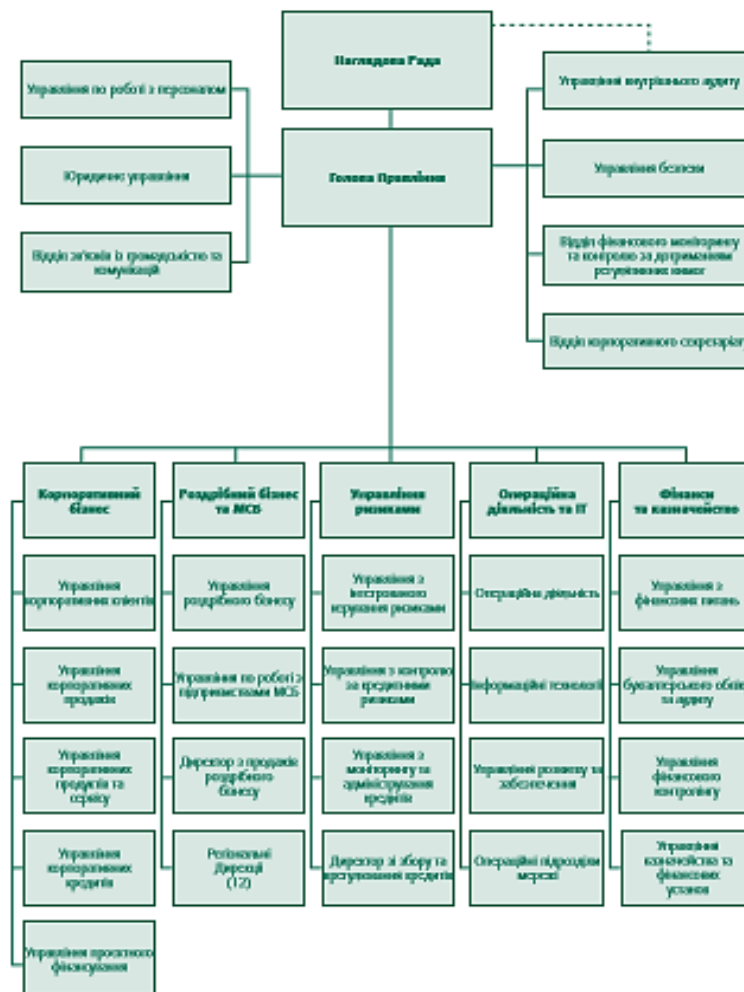 Наглядова Рада
Управління по роботі з персоналом
Управління внутрішнього аудиту
Юридичне управління
Голова Правління
Управління безпеки
Відділ зв'язків із громадськістю та
комунікацій
Відділ фінансового моніторингу
та контролю за дотриманням
регулятивних вимог
Відділ корпоративного секретаріат
Корпоративний
бізнес
Роздрібний бізнес
та МСБ
Управління
ризиками
Операційна
діяльність та ІТ
Фінанси
та казначейство
Управління
корпоративних клієнтів
Управління
роздрібного бізнесу
Управління з
інтегрованого
керування ризиками
Операційна діяльність
Управління з
фінансових питань
Управління
корпоративних
продажів
Управління по роботі з
підприємствами МСБ
Управління з контролю
за кредитними
ризиками
Інформаційні технології
Управління
бухгалтерського облік
та аудиту
Управління
корпоративних
продуктів та
сервісу
Директор з продажів
роздрібного
бізнесу
Управління з
моніторингу та
адміністрування
кредитів
Управління розвитку та
забезпечення
Управління
фінансового
контролінгу
Управління
корпоративних
кредитів
Регіональні
Дирекції
(12)
Директор зі збору та
врегулювання кредитів
Операційні підрозділи
мережі
Управління
казначейства та
фінансових
установ
Управління проектного
фінансування